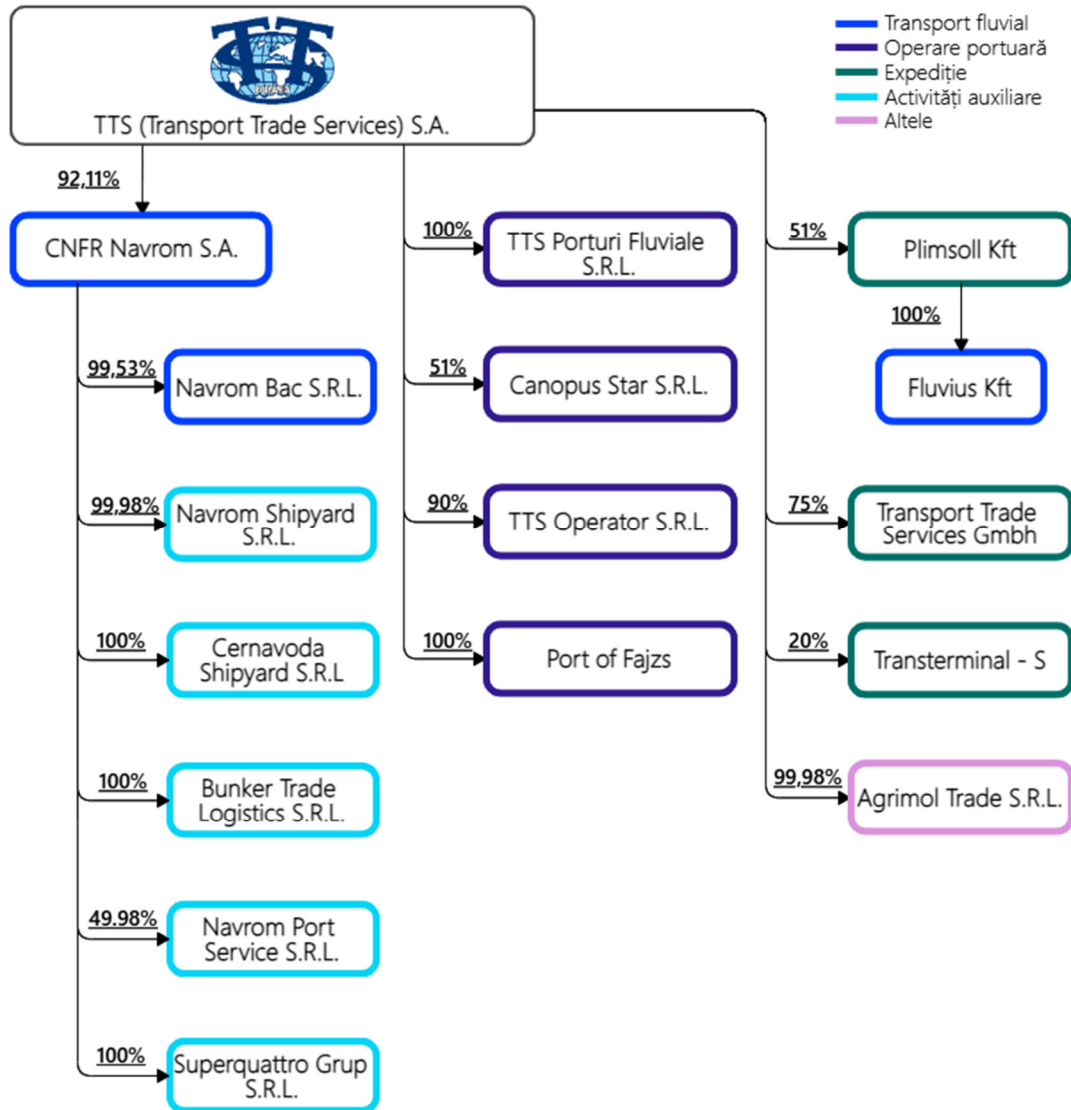 TTS (Transport Trade Services) S.A.
Transport fluvial
Operare portuară
Expediție
Activități auxiliare
Altele
92,11%
CNFR Navrom S.A.
99,53%
Navrom Bac S.R.L.
99,98%
Navrom Shipyard
S.R.L.
100%
Cernavoda
Shipyard S.R.L
100%
Bunker Trade
Logistics S.R.L.
49.98%
Navrom Port
Service S.R.L.
100%
Superquattro Grup
S.R.L.
100%
TTS Porturi Fluviale
S.R.L.
51%
Canopus Star S.R.L.
90%
TTS Operator S.R.L.
100%
Port of Fajzs
51%
Plimsoll Kft
100%
Fluvius Kft
75%
Transport Trade
Services Gmbh
20%
Transterminal - S
99,98%
Agrimol Trade S.R.L.